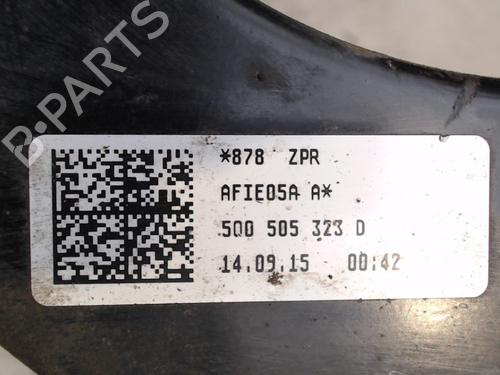 B-PARTS
*878 ZPR
AFIE05A A*
5Q0 505 323 D
14.09.15 00:42